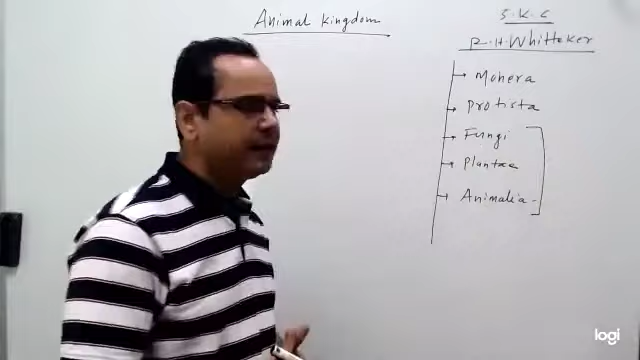 Animal kingdom
5.K.C
R.H.Whittaker
Monera
Protista
Fungi
Plantae
Animalia
logi